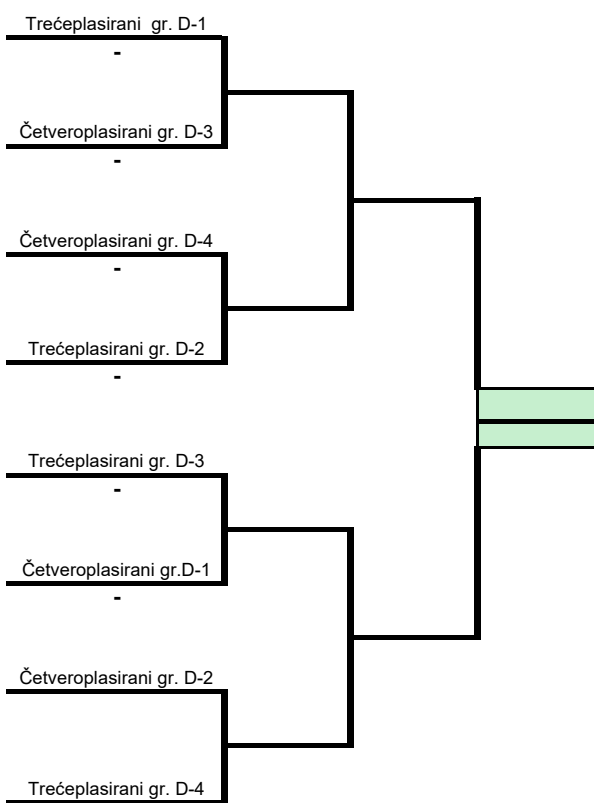 Trećeplasirani gr. D-1
-
Četveroplasirani gr. D-3
-
Četveroplasirani gr. D-4
-
Trećeplasirani gr. D-2
-
Trećeplasirani gr. D-3
-
Četveroplasirani gr.D-1
-
Četveroplasirani gr. D-2
Trećeplasirani gr. D-4